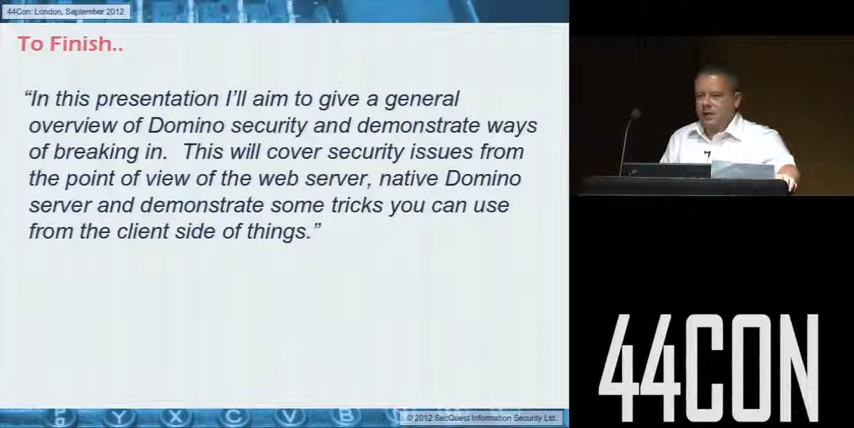 44Con: London, September 2012
To Finish..
“In this presentation I’ll aim to give a general
overview of Domino security and demonstrate ways
of breaking in.  This will cover security issues from
the point of view of the web server, native Domino
server and demonstrate some tricks you can use
from the client side of things.”
Y X C V B
© 2012 SecQuest Information Security Ltd.
44CON